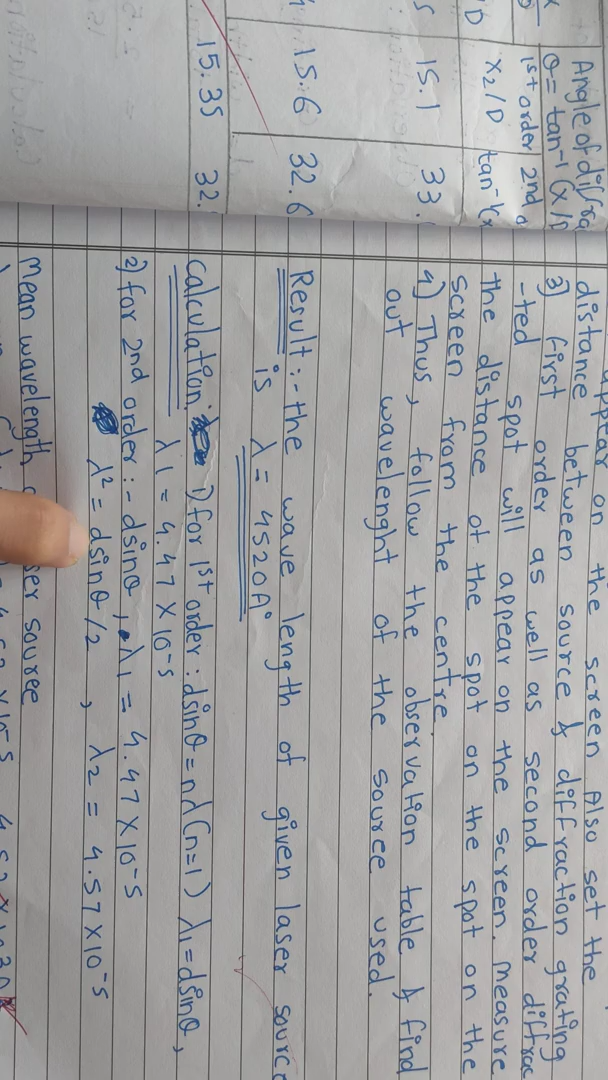 Angle of diffra
θ = tan⁻¹ (x/D
1st order 2nd o
x2/D tan⁻¹(x
15.1 33.
15.6 32.6
15.35 32.
appear on the screen Also set the
distance between source & diffraction grating
3] first order as well as second order diffrac
-ted spot will appear on the screen. measure
the distance of the spot on the spot on the
screen from the centre.
4) Thus, follow the observation table & find
out wavelenght of the source used.
Result :- the wave length of given laser source
is λ = 4520A°
calculation: 1) for 1st order : dsinθ = nd(n=1) λ1 = dsinθ,
λ1 = 4.47 x 10-5
2) for 2nd order :- dsinθ, λ1 = 4.47 x 10-5
λ² = dsinθ/2 , λ2 = 4.57 x 10-5
Mean wavelength, ser source